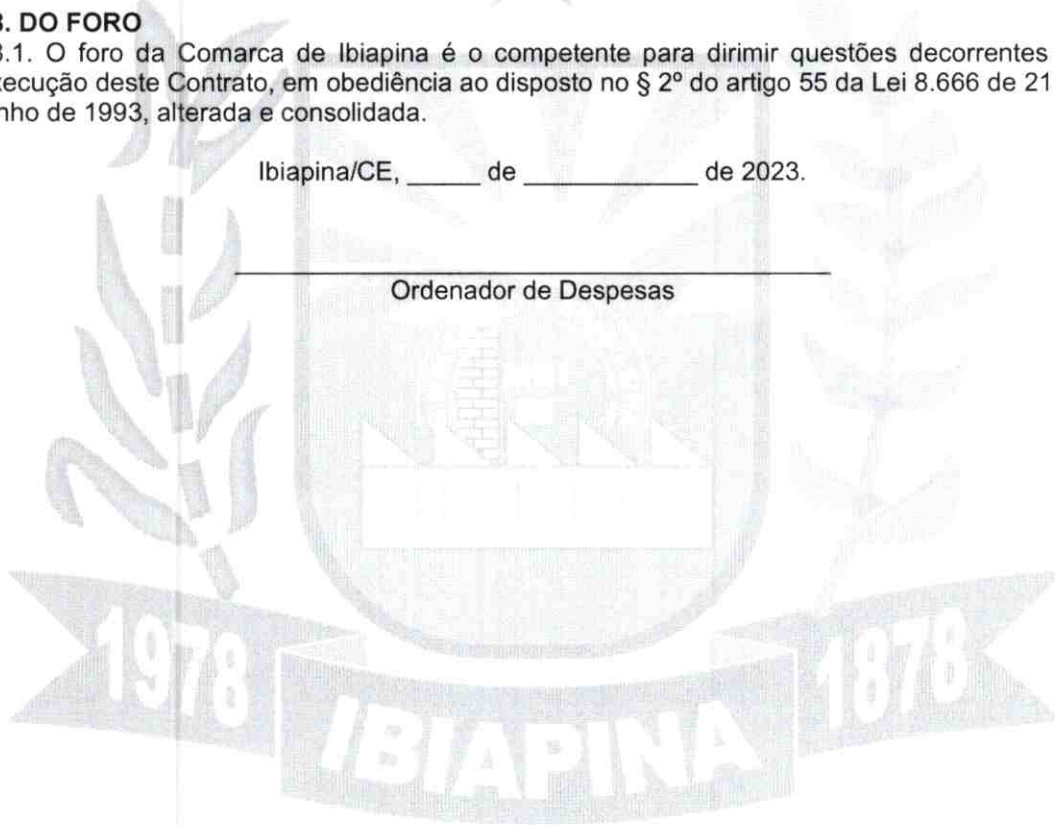 . DO FORO
.1. O foro da Comarca de Ibiapina é o competente para dirimir questões decorrentes
xecução deste Contrato, em obediência ao disposto no § 2º do artigo 55 da Lei 8.666 de 21
nho de 1993, alterada e consolidada.
Ibiapina/CE, _____ de ____________ de 2023.
Ordenador de Despesas
1978
1878
IBIAPINA